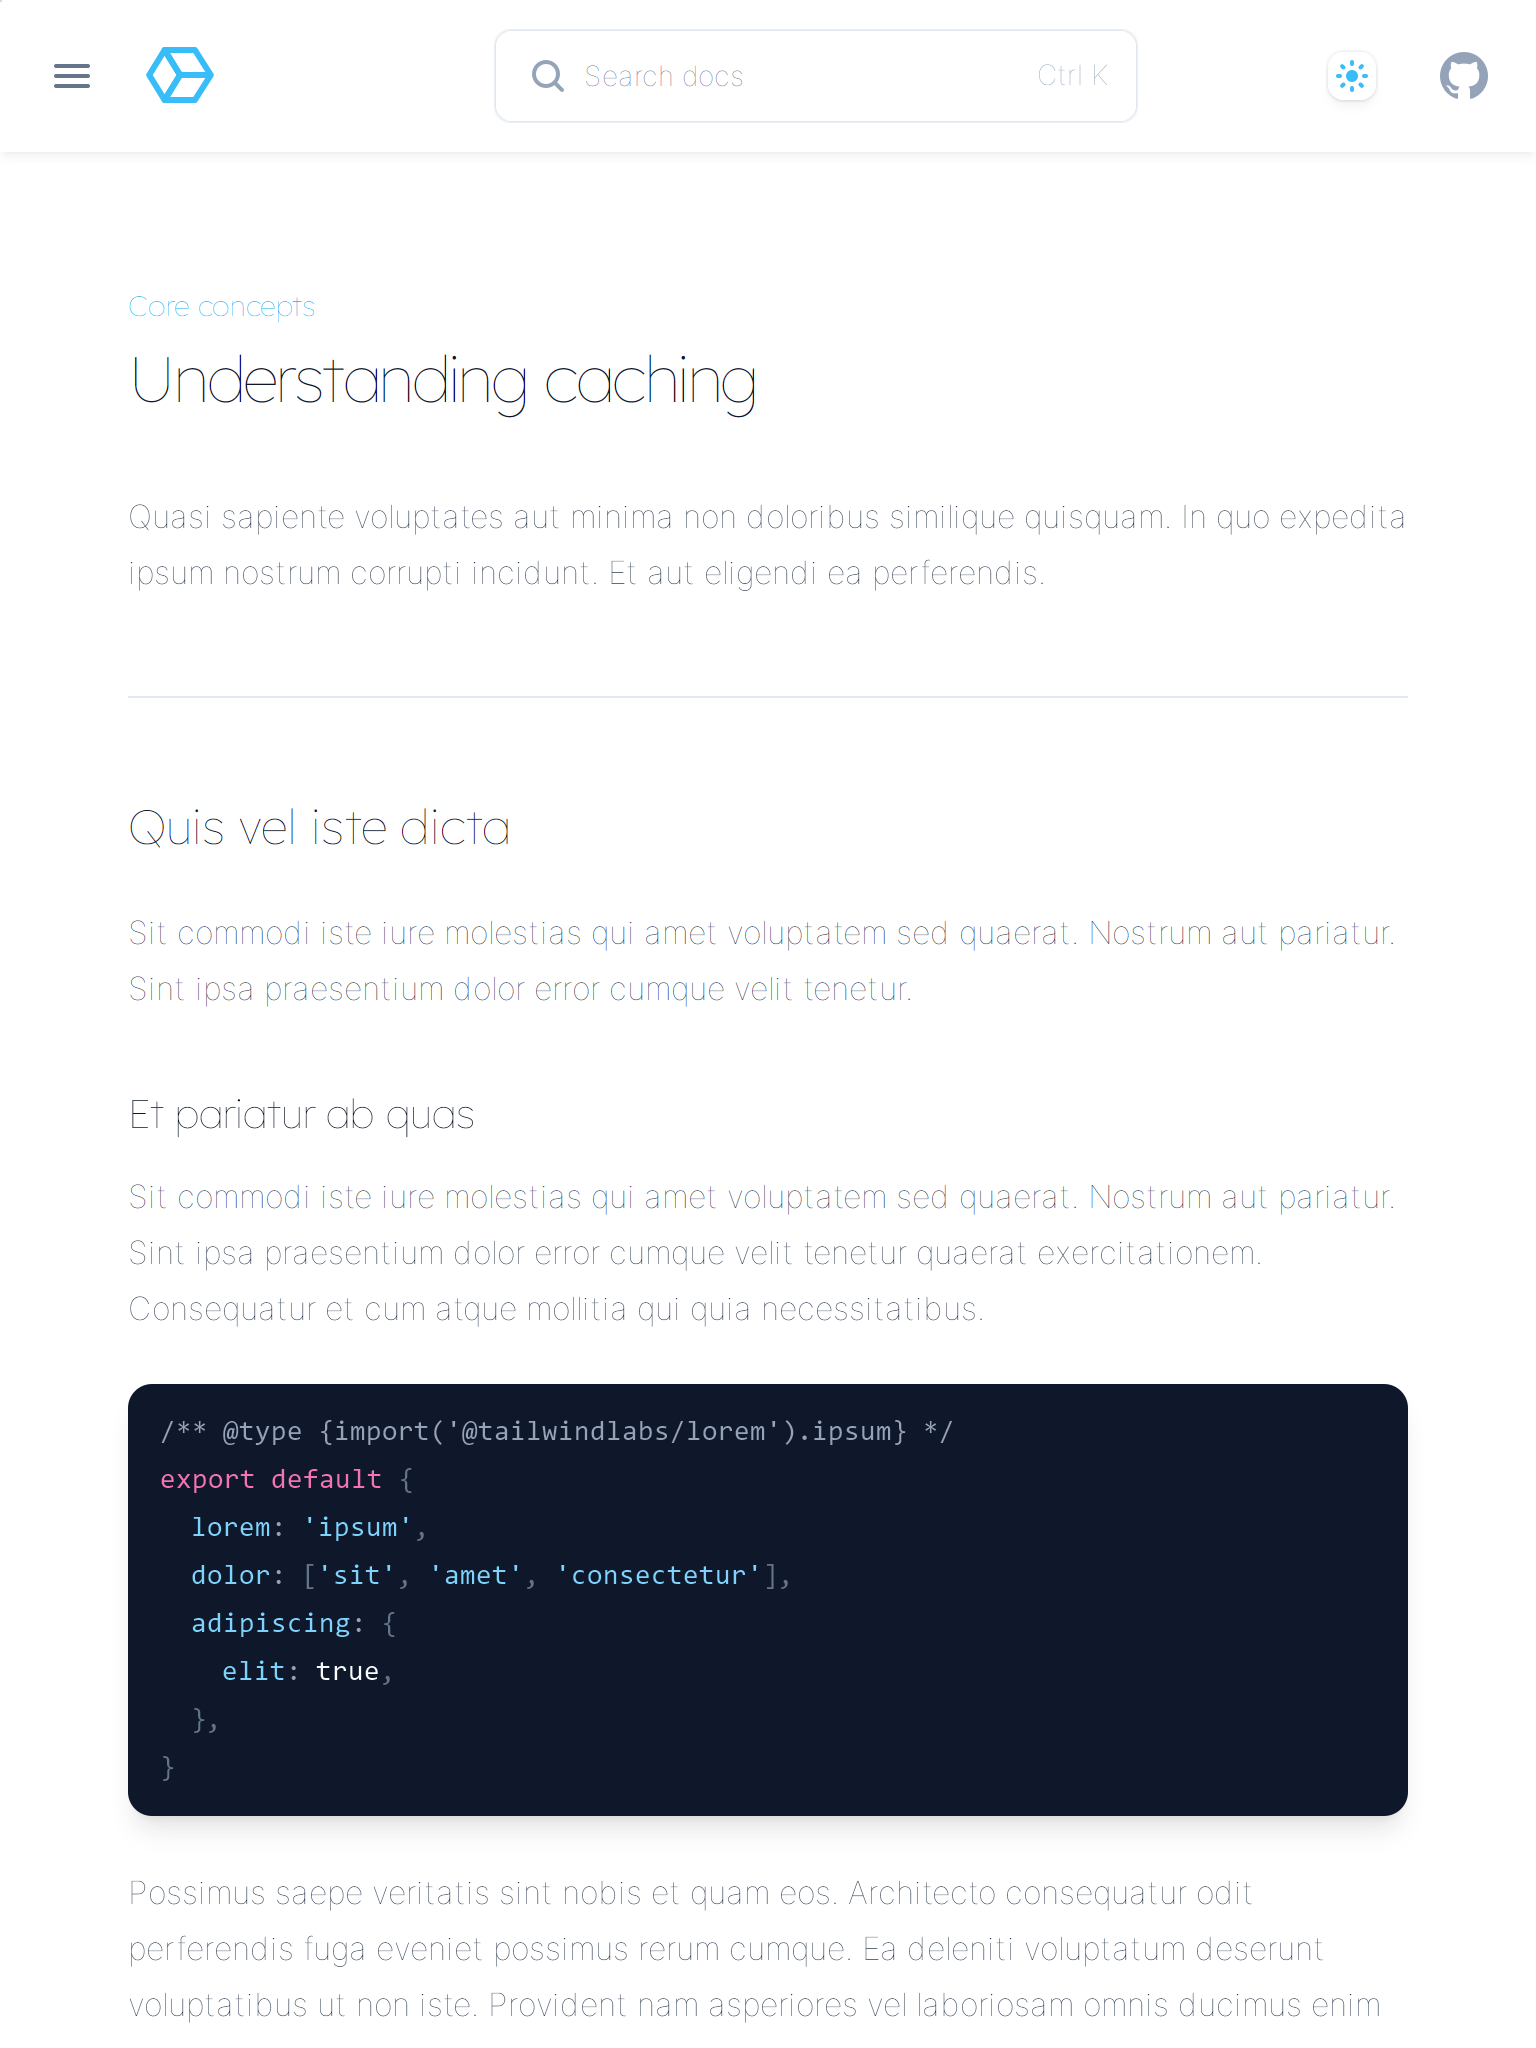 Search docs
Ctrl K
Core concepts
Understanding caching
Quasi sapiente voluptates aut minima non doloribus similique quisquam. In quo expedita
ipsum nostrum corrupti incidunt. Et aut eligendi ea perferendis.
Quis vel iste dicta
Sit commodi iste iure molestias qui amet voluptatem sed quaerat. Nostrum aut pariatur.
Sint ipsa praesentium dolor error cumque velit tenetur.
Et pariatur ab quas
Sit commodi iste iure molestias qui amet voluptatem sed quaerat. Nostrum aut pariatur.
Sint ipsa praesentium dolor error cumque velit tenetur quaerat exercitationem.
Consequatur et cum atque mollitia qui quia necessitatibus.
/** @type {import('@tailwindlabs/lorem').ipsum} */
export default {
  lorem: 'ipsum',
  dolor: ['sit', 'amet', 'consectetur'],
  adipiscing: {
    elit: true,
  },
}
Possimus saepe veritatis sint nobis et quam eos. Architecto consequatur odit
perferendis fuga eveniet possimus rerum cumque. Ea deleniti voluptatum deserunt
voluptatibus ut non iste. Provident nam asperiores vel laboriosam omnis ducimus enim